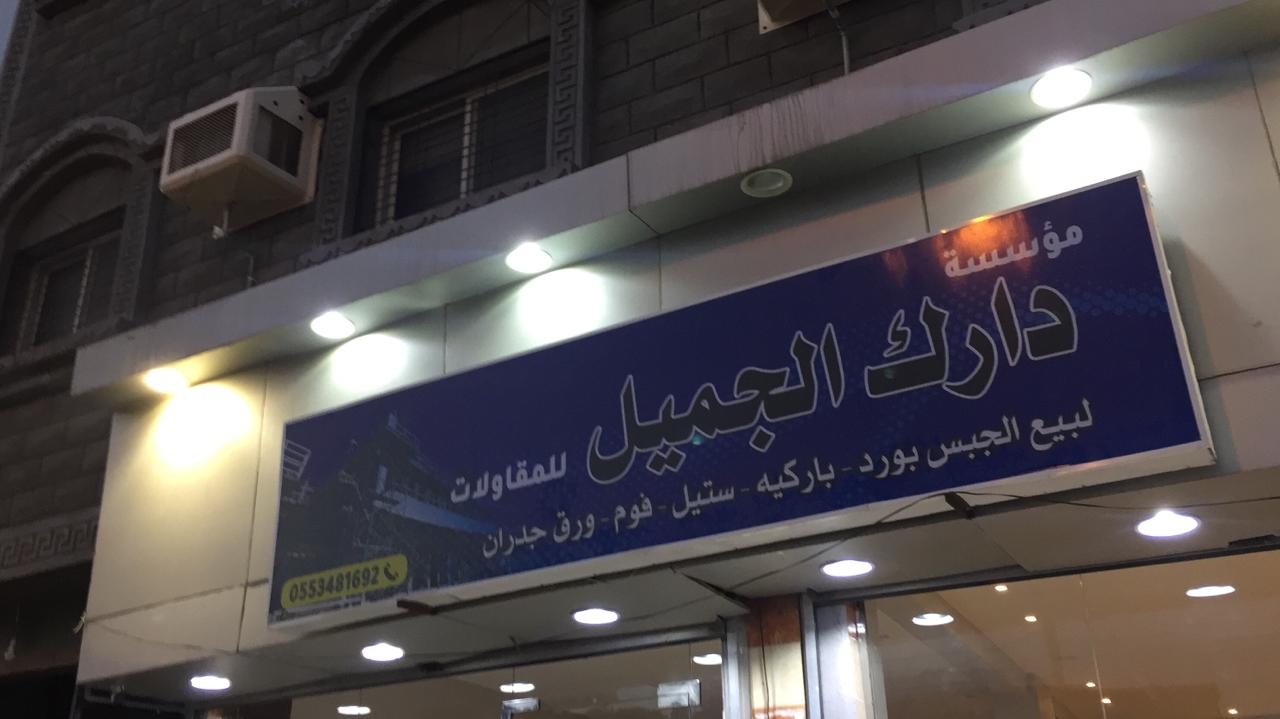 مؤسسة
دارك الجميل للمقاولات
لبيع الجبس بورد - باركيه - ستيل - فوم - ورق جدران
0553481692